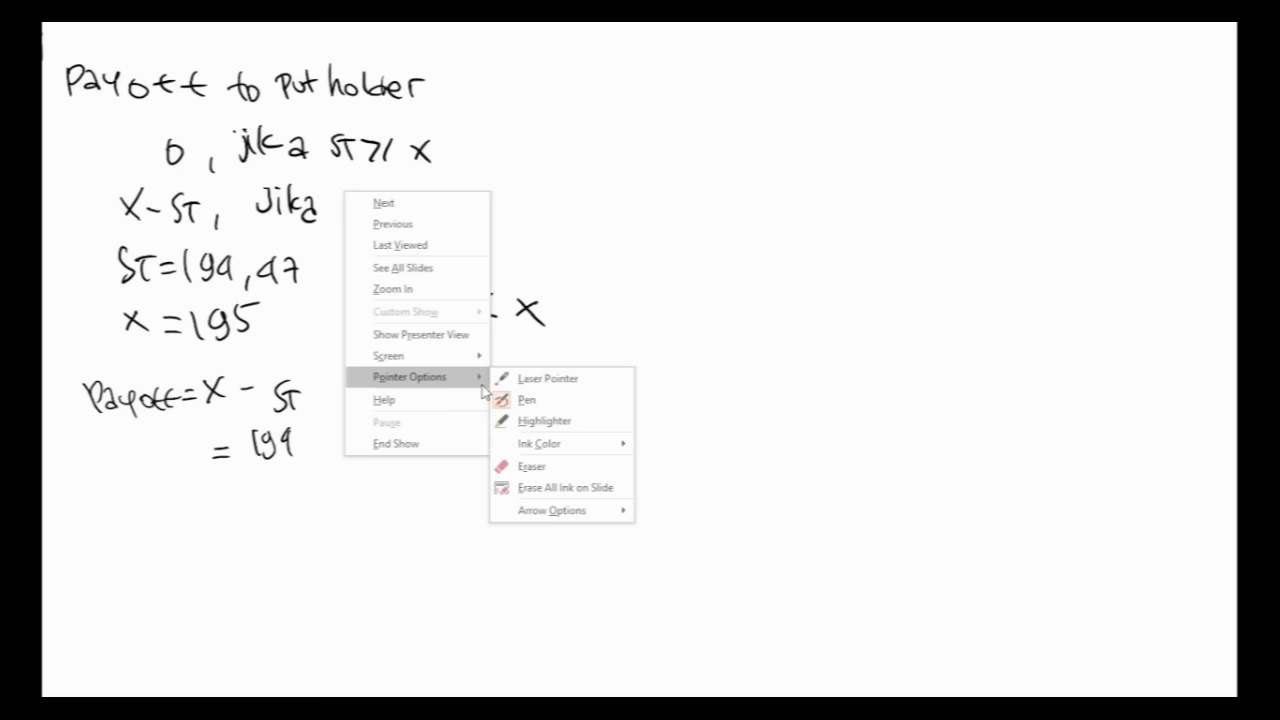 Payoff to Put holder
0, jika ST ≥ X
X - ST, Jika
ST = 194,47
X = 195
< X
Payoff = X - ST
= 194
Next
Previous
Last Viewed
See All Slides
Zoom In
Custom Show
Show Presenter View
Screen
Pointer Options
Help
Pause
End Show
Laser Pointer
Pen
Highlighter
Ink Color
Eraser
Erase All Ink on Slide
Arrow Options